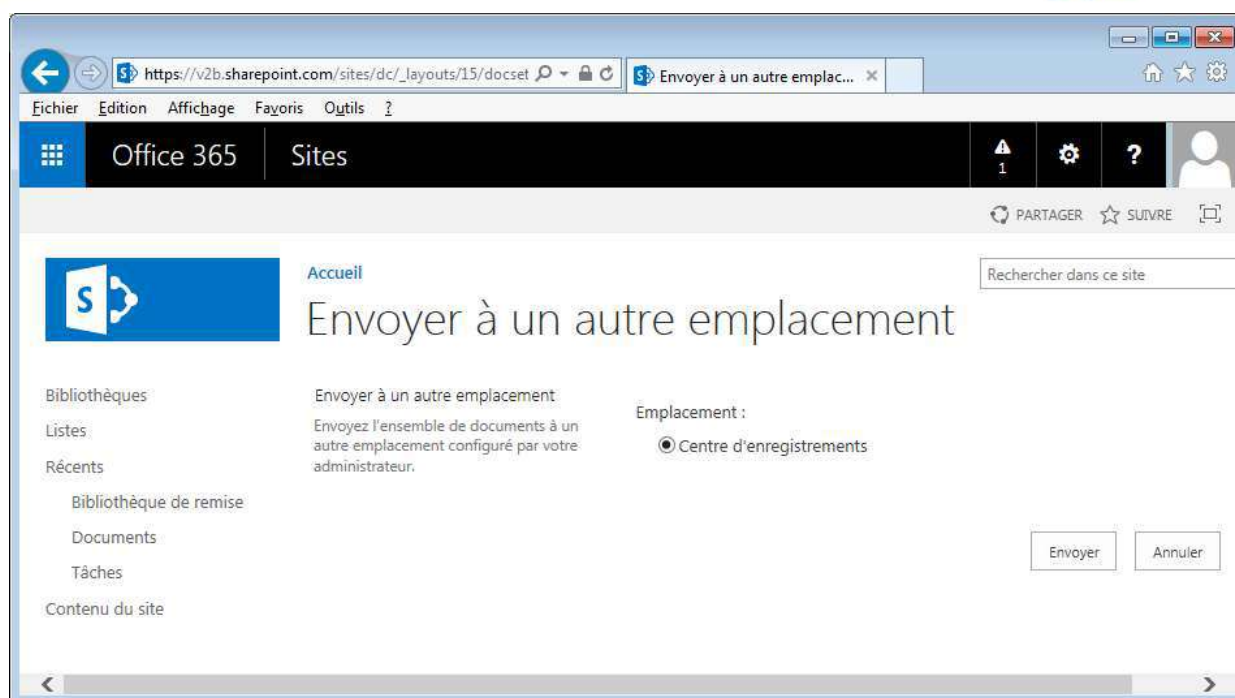 https://v2b.sharepoint.com/sites/dc/_layouts/15/docset
Envoyer à un autre emplac...
Fichier Edition Affichage Favoris Outils ?
Office 365 Sites 1 ?
PARTAGER SUIVRE
Accueil
Rechercher dans ce site
S
Envoyer à un autre emplacement
Bibliothèques
Listes
Récents
Bibliothèque de remise
Documents
Tâches
Contenu du site
Envoyer à un autre emplacement
Envoyez l'ensemble de documents à un
autre emplacement configuré par votre
administrateur.
Emplacement :
Centre d'enregistrements
Envoyer Annuler